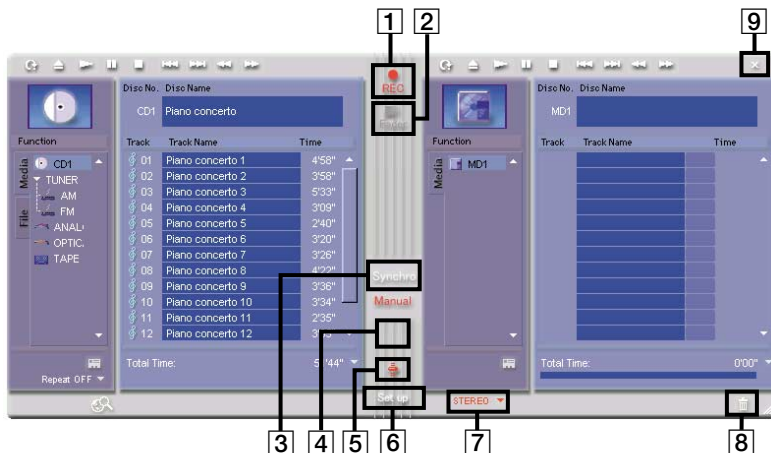 1 2 9
REC
Disc No. Disc Name
CD1 Piano concerto
Function
Media
File
CD1
TUNER
AM
FM
ANAL
OPTIC.
TAPE
Repeat OFF
Track Track Name Time
01 Piano concerto 1 4'58"
02 Piano concerto 2 3'58"
03 Piano concerto 3 5'33"
04 Piano concerto 4 3'09"
05 Piano concerto 5 2'40"
06 Piano concerto 6 3'20"
07 Piano concerto 7 3'26"
08 Piano concerto 8 4'22"
09 Piano concerto 9 3'36"
10 Piano concerto 10 3'34"
11 Piano concerto 11 2'35"
12 Piano concerto 12
Total Time:
Synchro
Manual
Set up
Disc No. Disc Name
MD1
Function
Media
MD1
Track Track Name Time
Total Time: 0'00"
STEREO
3 4 5 6 7 8